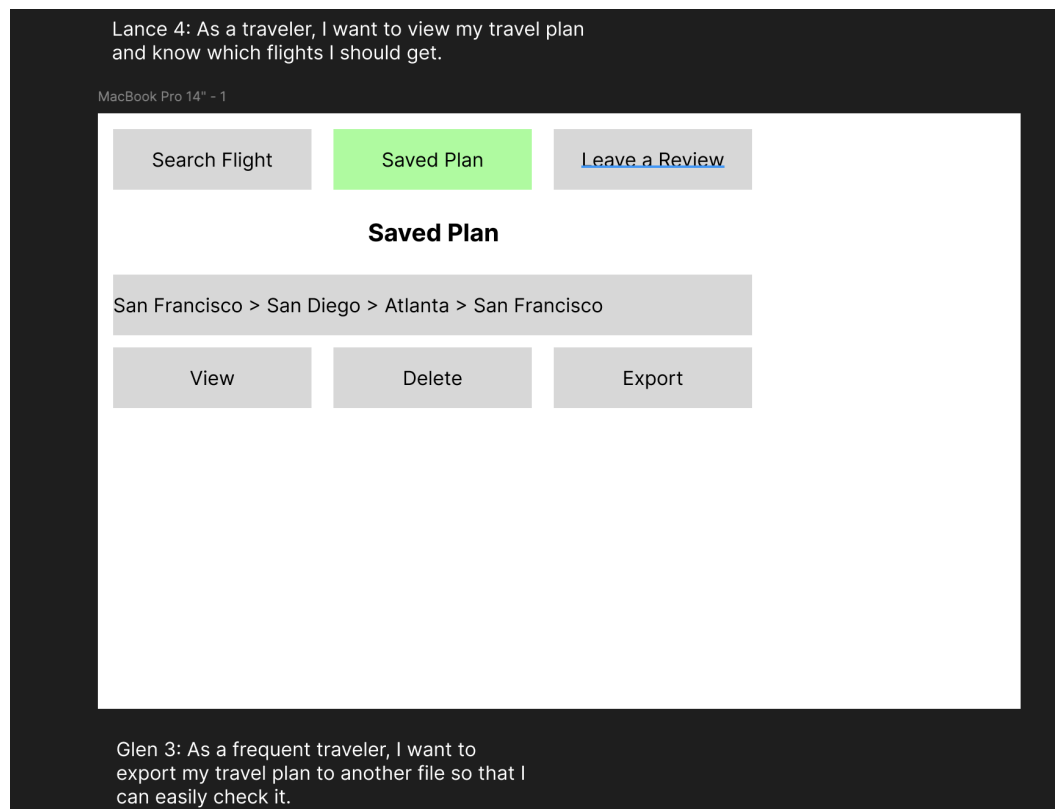 Lance 4: As a traveler, I want to view my travel plan
and know which flights I should get.
MacBook Pro 14" - 1
Search Flight
Saved Plan
Leave a Review
Saved Plan
San Francisco > San Diego > Atlanta > San Francisco
View
Delete
Export
Glen 3: As a frequent traveler, I want to
export my travel plan to another file so that I
can easily check it.